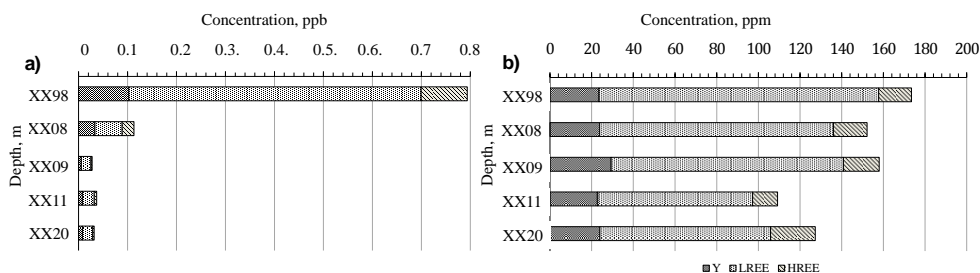 Concentration, ppb
0 0.1 0.2 0.3. 0.4 0.5. 0.6. 0.7 0.8
a)
Depth, m
XX98
XX08
XX09
XX11
XX20
Concentration, ppm
0 20 40 60 80 100 120 140 160 180 200
b)
Depth, m
XX98
XX08
XX09
XX11
XX20
Y LREE HREE